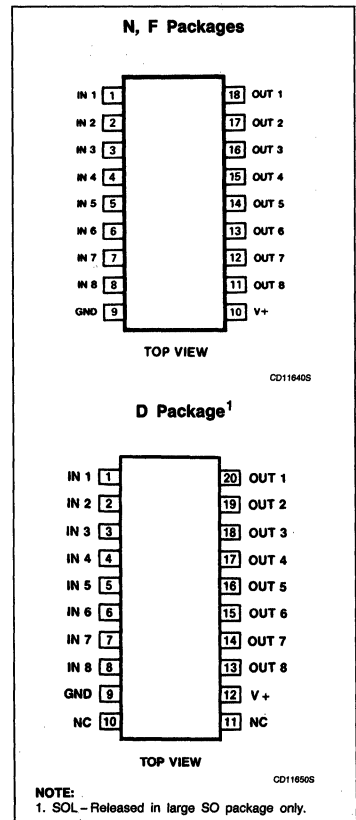 N, F Packages
IN 1 1 18 OUT 1
IN 2 2 17 OUT 2
IN 3 3 16 OUT 3
IN 4 4 15 OUT 4
IN 5 5 14 OUT 5
IN 6 6 13 OUT 6
IN 7 7 12 OUT 7
IN 8 8 11 OUT 8
GND 9 10 V+
TOP VIEW
CD11640S
D Package1
IN 1 1 20 OUT 1
IN 2 2 19 OUT 2
IN 3 3 18 OUT 3
IN 4 4 17 OUT 4
IN 5 5 16 OUT 5
IN 6 6 15 OUT 6
IN 7 7 14 OUT 7
IN 8 8 13 OUT 8
GND 9 12 V+
NC 10 11 NC
TOP VIEW
CD11650S
NOTE:
1. SOL – Released in large SO package only.